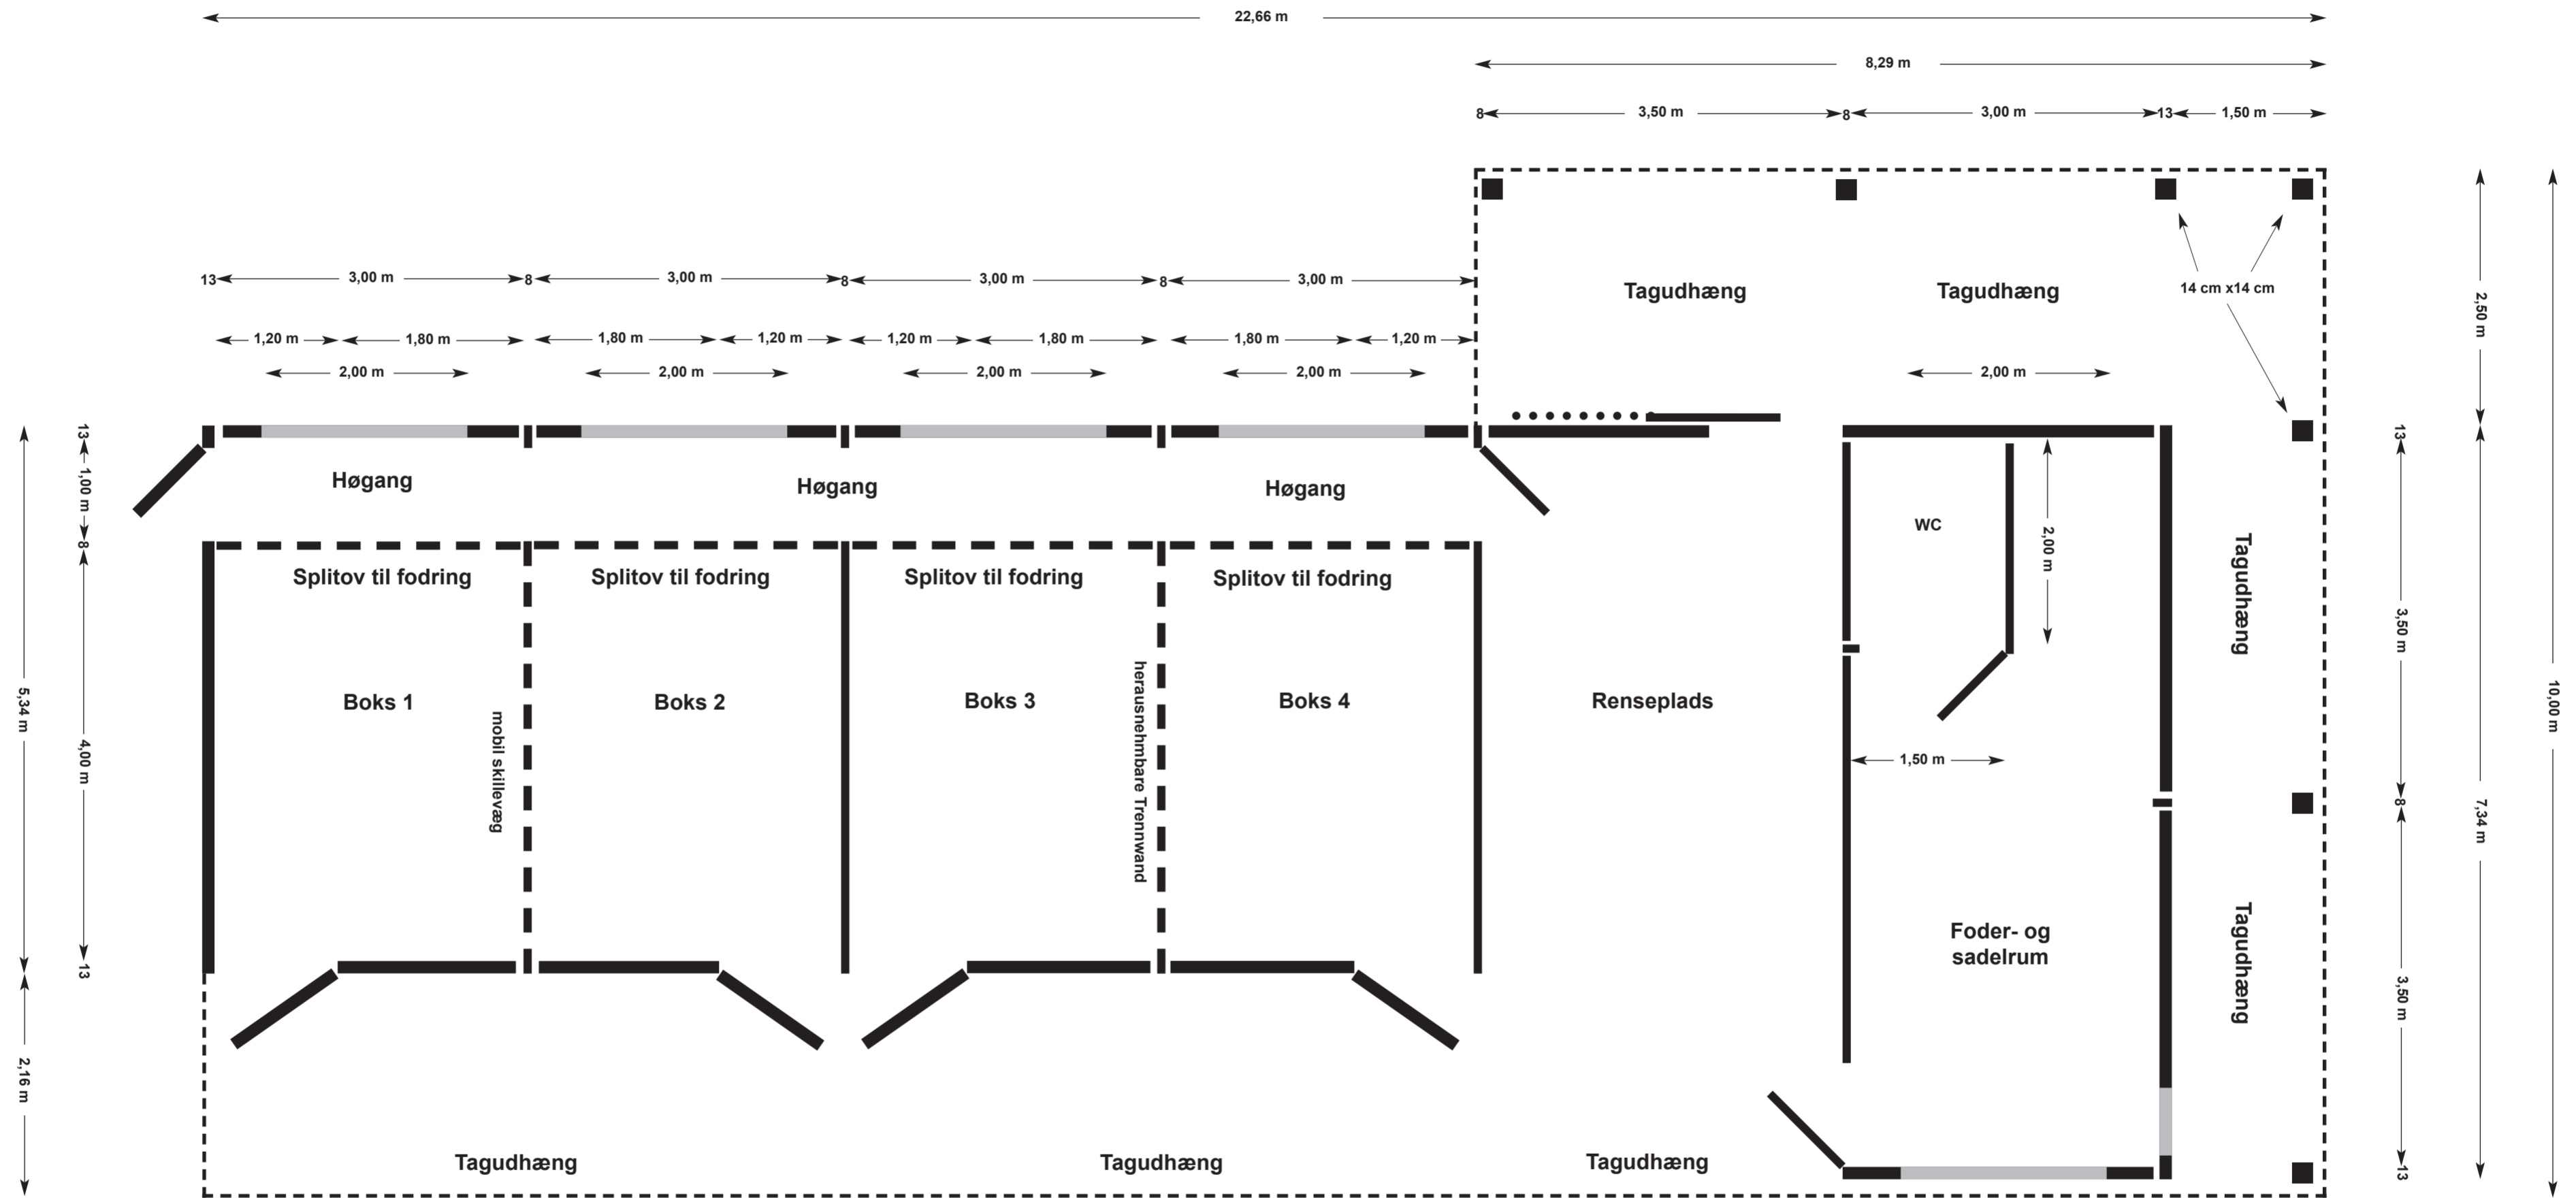 22,66 m
8,29 m
8 3,50 m 8 3,00 m 13 1,50 m
13 3,00 m 8 3,00 m 8 3,00 m 8 3,00 m
Tagudhæng Tagudhæng 14 cm x14 cm
2,50 m
1,20 m 1,80 m 1,80 m 1,20 m 1,20 m 1,80 m 1,80 m 1,20 m
2,00 m 2,00 m 2,00 m 2,00 m 2,00 m
13
1,00 m
8
4,00 m
13
5,34 m
2,16 m
Høgang Høgang Høgang
WC
2,00 m
Splitov til fodring Splitov til fodring Splitov til fodring Splitov til fodring
Boks 1 Boks 2 Boks 3 Boks 4 Renseplads
mobil skillevæg
herausnehmbare Trennwand
1,50 m
Foder- og
sadelrum
Tagudhæng
Tagudhæng
13
3,50 m
8
3,50 m
13
7,34 m
10,00 m
Tagudhæng Tagudhæng Tagudhæng